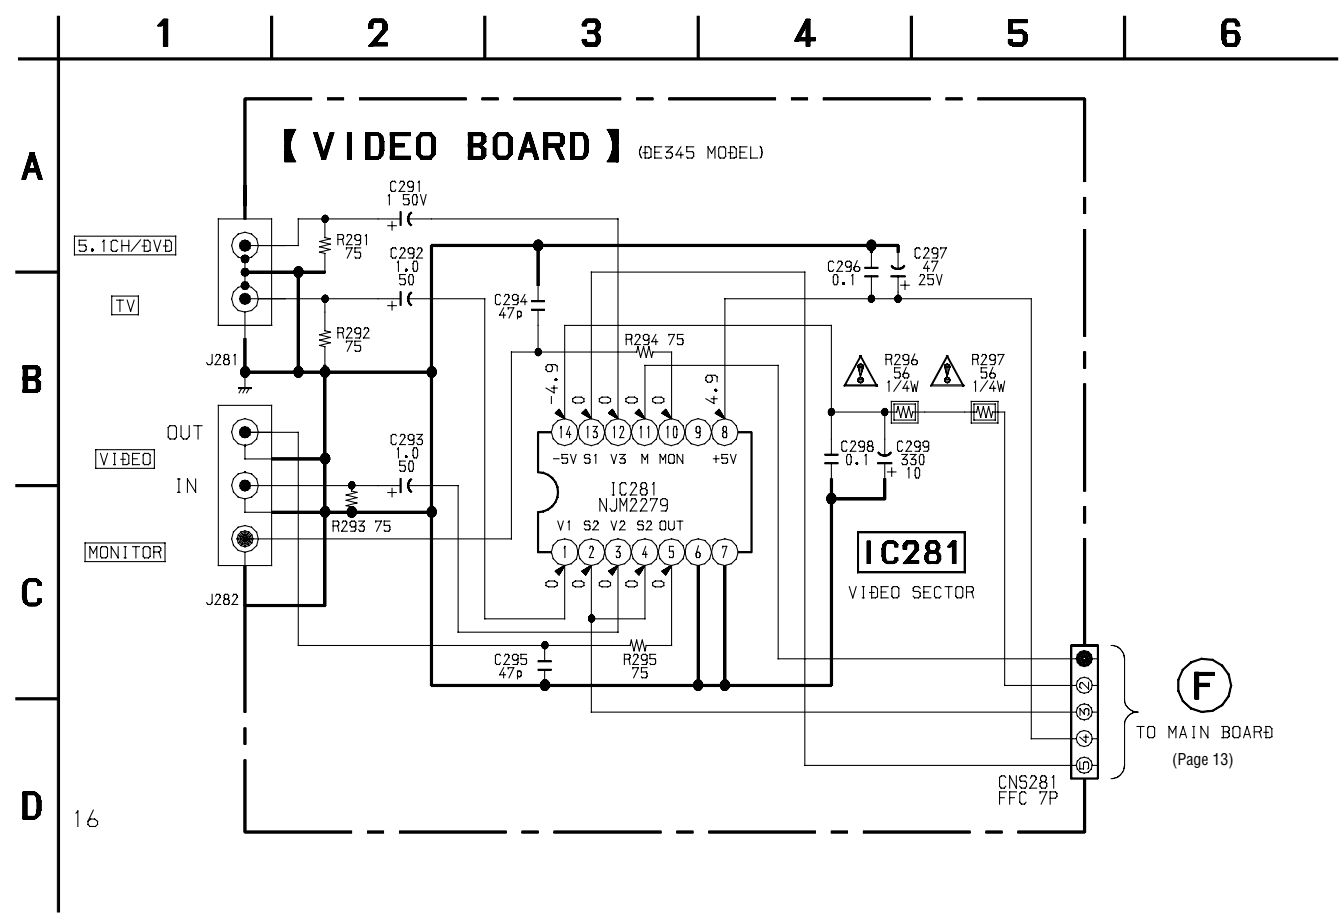 1 2 3 4 5 6
A
B
C
D
【 VIDEO BOARD 】 (DE345 MODEL)
5.1CH/DVD
TV
J281
OUT
VIDEO
IN
MONITOR
J282
C291
1 50V
R291
75
C292
1.0
50
R292
75
C293
1.0
50
R293 75
C294
47p
R294 75
C296
0.1
C297
47
25V
R296
56
1/4W
R297
56
1/4W
C298
0.1
C299
330
10
-4.9 0 0 0 0 4.9
14 13 12 11 10 9 8
-5V S1 V3 M MON +5V
IC281
NJM2279
V1 S2 V2 S2 OUT
1 2 3 4 5 6 7
0 0 0 0 0
C295
47p
R295
75
IC281
VIDEO SECTOR
2
3
4
5
CNS281
FFC 7P
F
TO MAIN BOARD
(Page 13)
16